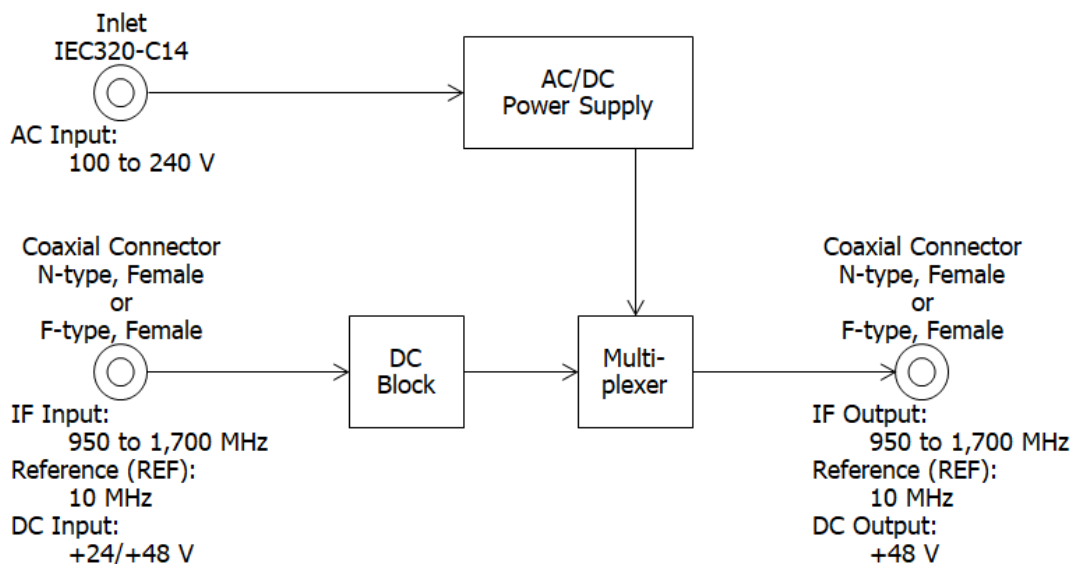 Inlet
IEC320-C14
AC Input:
100 to 240 V
AC/DC
Power Supply
Coaxial Connector
N-type, Female
or
F-type, Female
IF Input:
950 to 1,700 MHz
Reference (REF):
10 MHz
DC Input:
+24/+48 V
DC
Block
Multi-
plexer
Coaxial Connector
N-type, Female
or
F-type, Female
IF Output:
950 to 1,700 MHz
Reference (REF):
10 MHz
DC Output:
+48 V